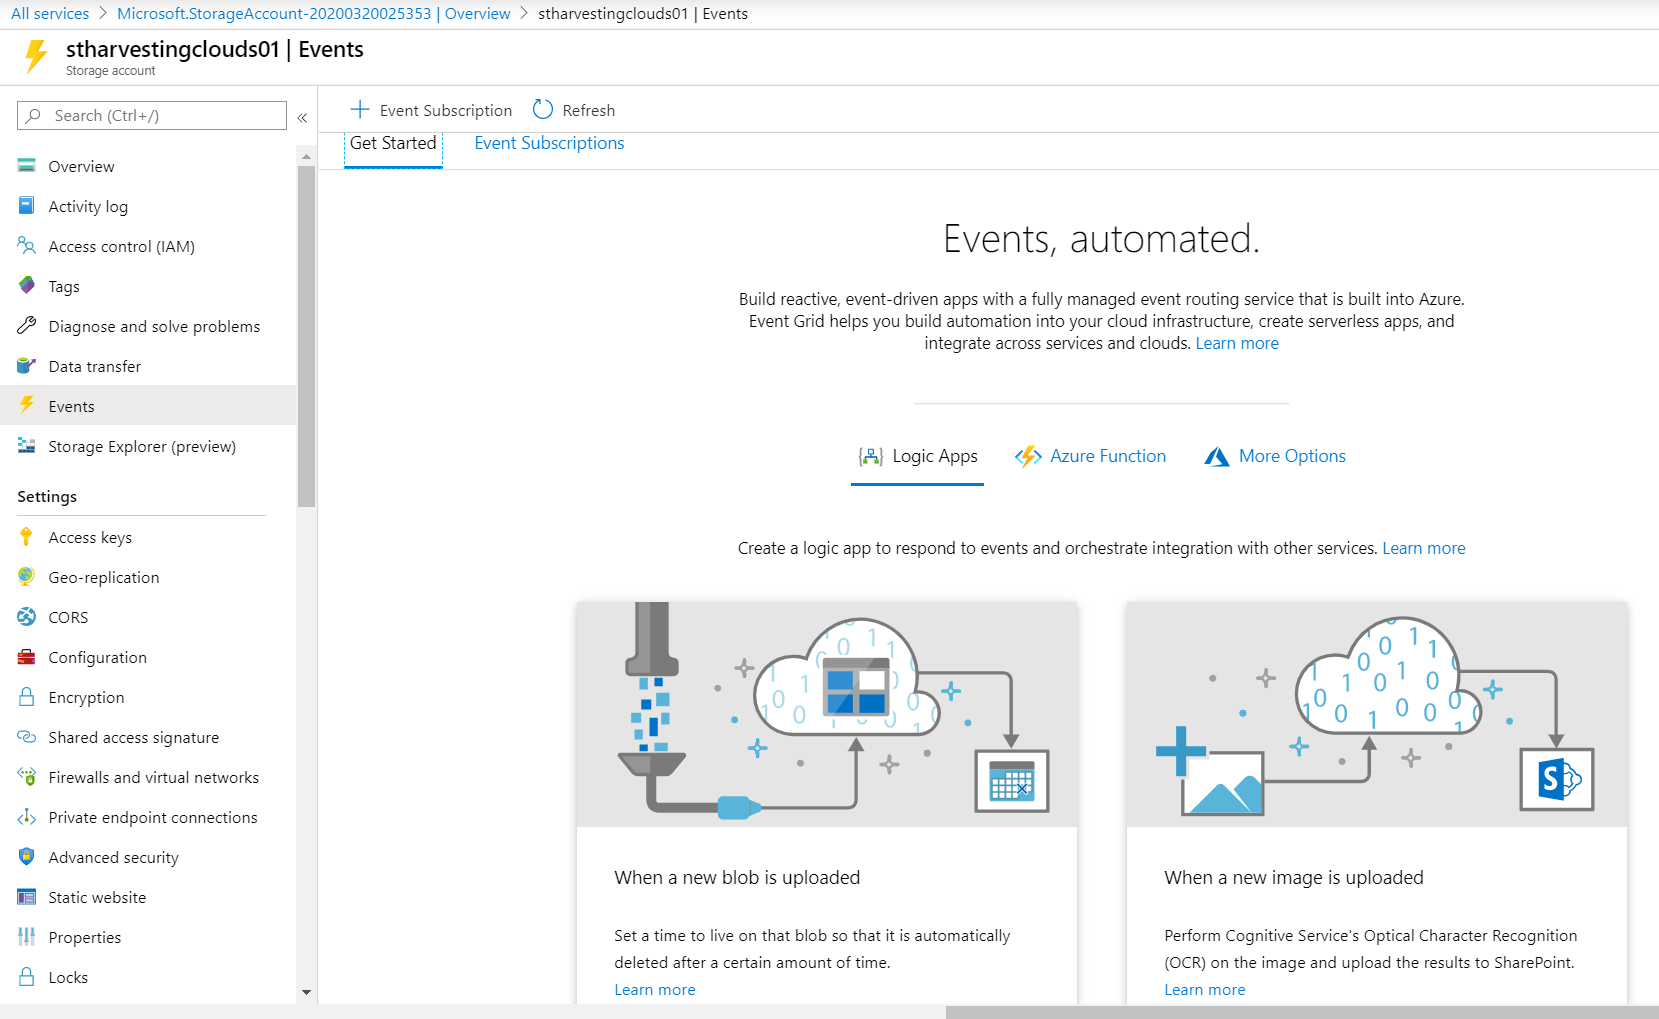 All services > Microsoft.StorageAccount-20200320025353 | Overview > stharvestingclouds01 | Events
stharvestingclouds01 | Events
Storage account
Search (Ctrl+/)
«
Overview
Activity log
Access control (IAM)
Tags
Diagnose and solve problems
Data transfer
Events
Storage Explorer (preview)
Settings
Access keys
Geo-replication
CORS
Configuration
Encryption
Shared access signature
Firewalls and virtual networks
Private endpoint connections
Advanced security
Static website
Properties
Locks
Event Subscription Refresh
Get Started Event Subscriptions
Events, automated.
Build reactive, event-driven apps with a fully managed event routing service that is built into Azure.
Event Grid helps you build automation into your cloud infrastructure, create serverless apps, and
integrate across services and clouds. Learn more
Logic Apps Azure Function More Options
Create a logic app to respond to events and orchestrate integration with other services. Learn more
When a new blob is uploaded
Set a time to live on that blob so that it is automatically
deleted after a certain amount of time.
Learn more
When a new image is uploaded
Perform Cognitive Service's Optical Character Recognition
(OCR) on the image and upload the results to SharePoint.
Learn more